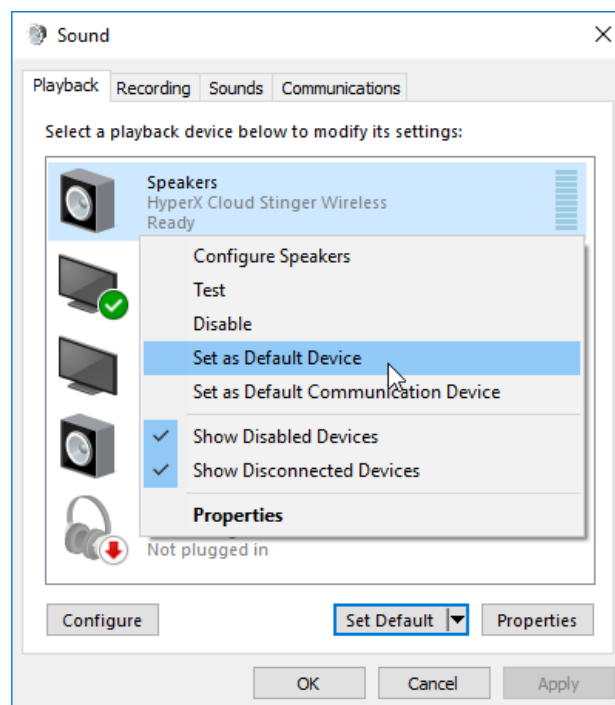 Sound
Playback Recording Sounds Communications
Select a playback device below to modify its settings:
Speakers
HyperX Cloud Stinger Wireless
Ready
Configure Speakers
Test
Disable
Set as Default Device
Set as Default Communication Device
Show Disabled Devices
Show Disconnected Devices
Properties
Not plugged in
Configure Set Default Properties
OK Cancel Apply